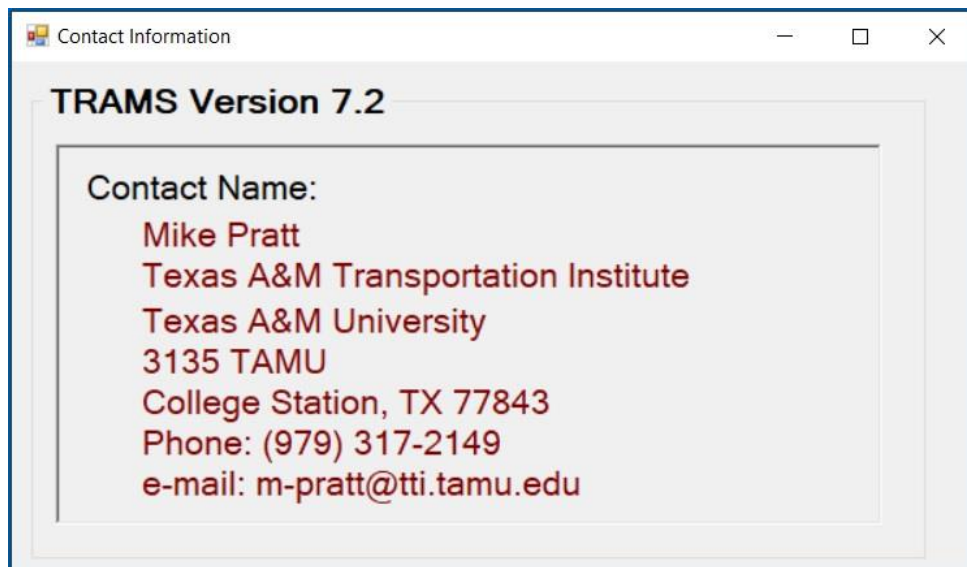 Contact Information
TRAMS Version 7.2
Contact Name:
Mike Pratt
Texas A&M Transportation Institute
Texas A&M University
3135 TAMU
College Station, TX 77843
Phone: (979) 317-2149
e-mail: m-pratt@tti.tamu.edu